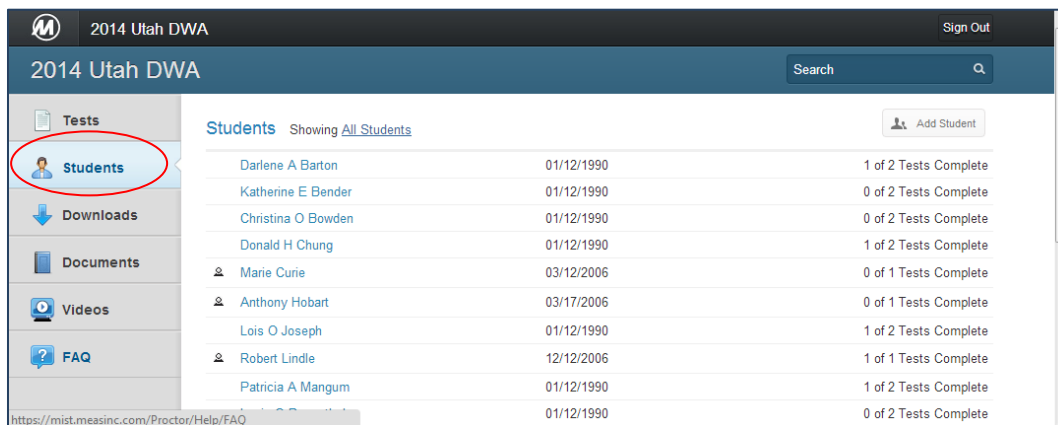 2014 Utah DWA Sign Out
2014 Utah DWA Search
Tests
Students
Downloads
Documents
Videos
FAQ
Students Showing All Students Add Student
Darlene A Barton 01/12/1990 1 of 2 Tests Complete
Katherine E Bender 01/12/1990 0 of 2 Tests Complete
Christina O Bowden 01/12/1990 0 of 2 Tests Complete
Donald H Chung 01/12/1990 1 of 2 Tests Complete
Marie Curie 03/12/2006 0 of 1 Tests Complete
Anthony Hobart 03/17/2006 0 of 1 Tests Complete
Lois O Joseph 01/12/1990 1 of 2 Tests Complete
Robert Lindle 12/12/2006 1 of 1 Tests Complete
Patricia A Mangum 01/12/1990 1 of 2 Tests Complete
01/12/1990 0 of 2 Tests Complete
https://mist.measinc.com/Proctor/Help/FAQ